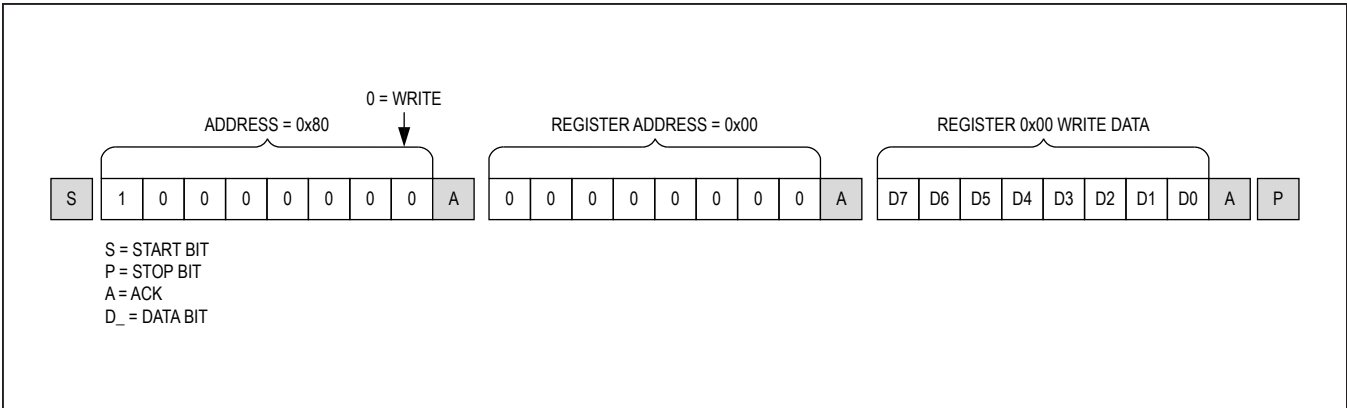 0 = WRITE
ADDRESS = 0x80
REGISTER ADDRESS = 0x00
REGISTER 0x00 WRITE DATA
S 1 0 0 0 0 0 0 0 A 0 0 0 0 0 0 0 0 A D7 D6 D5 D4 D3 D2 D1 D0 A P
S = START BIT
P = STOP BIT
A = ACK
D_ = DATA BIT